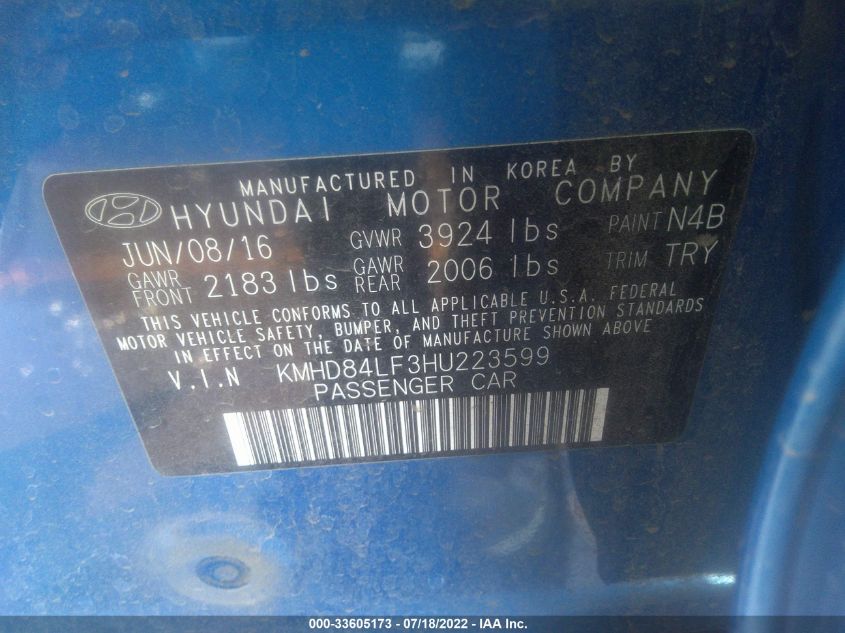 MANUFACTURED IN KOREA BY
HYUNDAI MOTOR COMPANY
JUN/08/16 GVWR 3924 lbs PAINT N4B
GAWR FRONT 2183 lbs GAWR REAR 2006 lbs TRIM TRY
THIS VEHICLE CONFORMS TO ALL APPLICABLE U.S.A. FEDERAL
MOTOR VEHICLE SAFETY, BUMPER, AND THEFT PREVENTION STANDARDS
IN EFFECT ON THE DATE OF MANUFACTURE SHOWN ABOVE
V.I.N KMHD84LF3HU223599
PASSENGER CAR
000-33605173 - 07/18/2022 - IAA Inc.